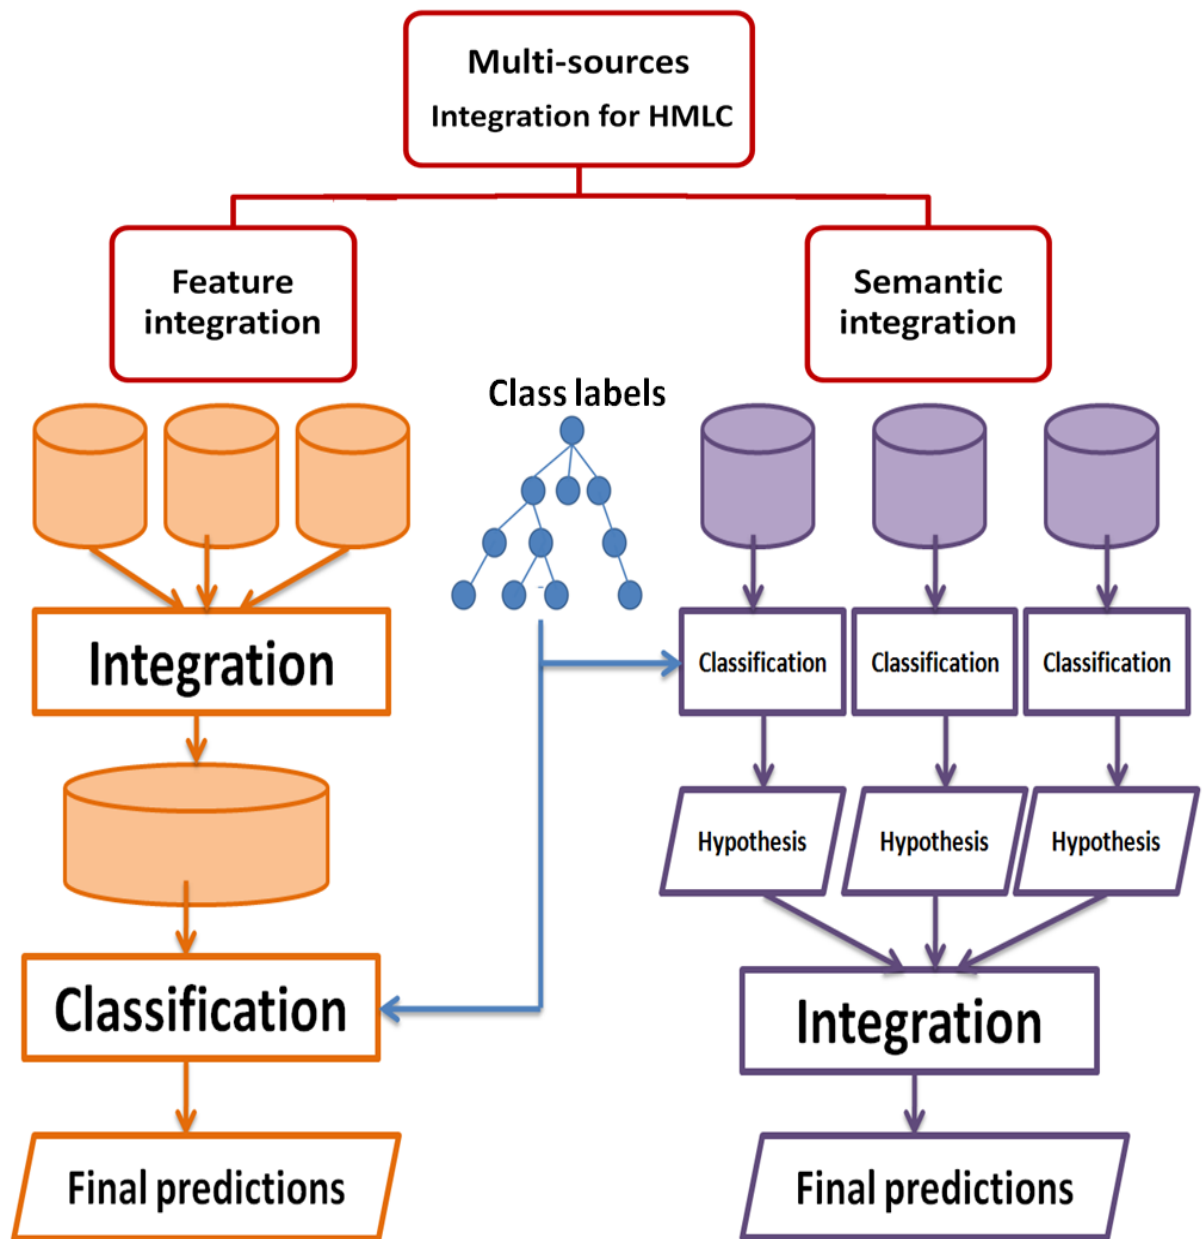 Multi-sources
Integration for HMLC
Feature
integration
Semantic
integration
Class labels
Integration
Classification
Classification
Classification
Hypothesis
Hypothesis
Hypothesis
Classification
Integration
Final predictions
Final predictions